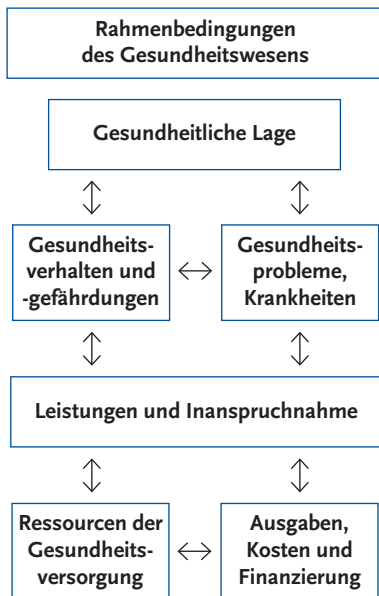 Rahmenbedingungen
des Gesundheitswesens
Gesundheitliche Lage
Gesundheits-
verhalten und
-gefährdungen
Gesundheits-
probleme,
Krankheiten
Leistungen und Inanspruchnahme
Ressourcen der
Gesundheits-
versorgung
Ausgaben,
Kosten und
Finanzierung